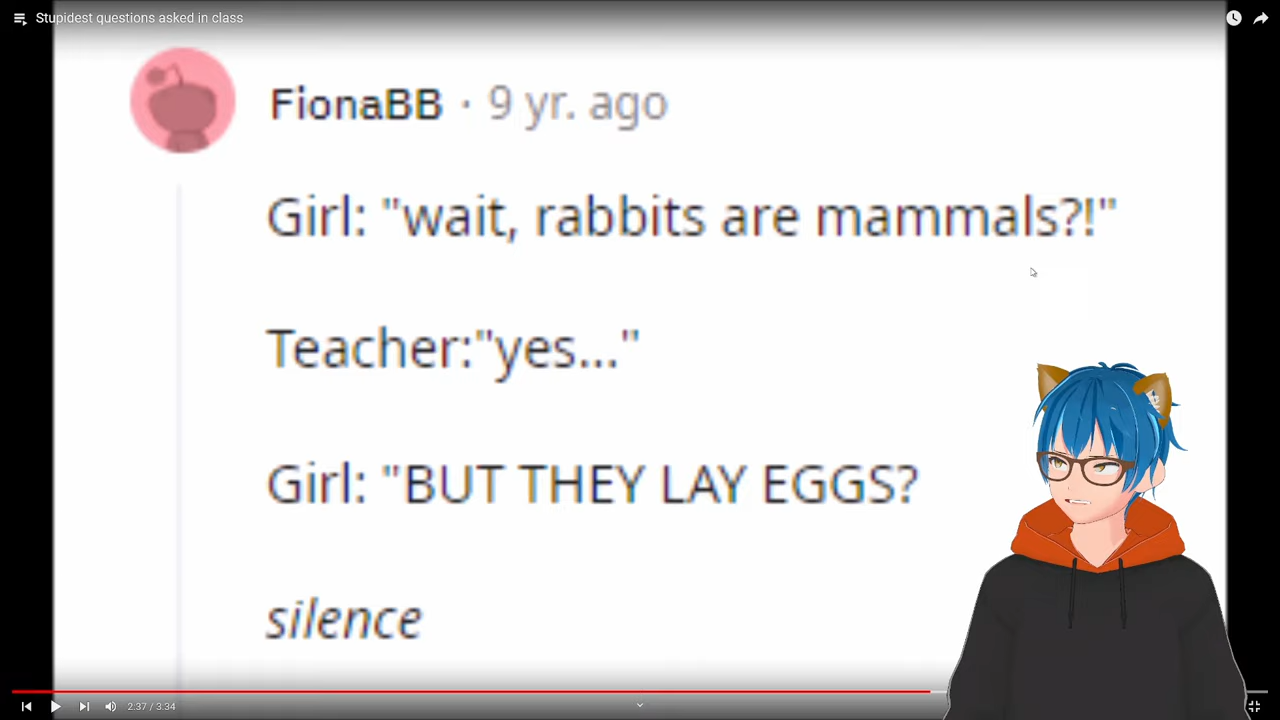 Stupidest questions asked in class
FionaBB · 9 yr. ago
Girl: "wait, rabbits are mammals?!"
Teacher:"yes..."
Girl: "BUT THEY LAY EGGS?
silence
2:37 / 3:34